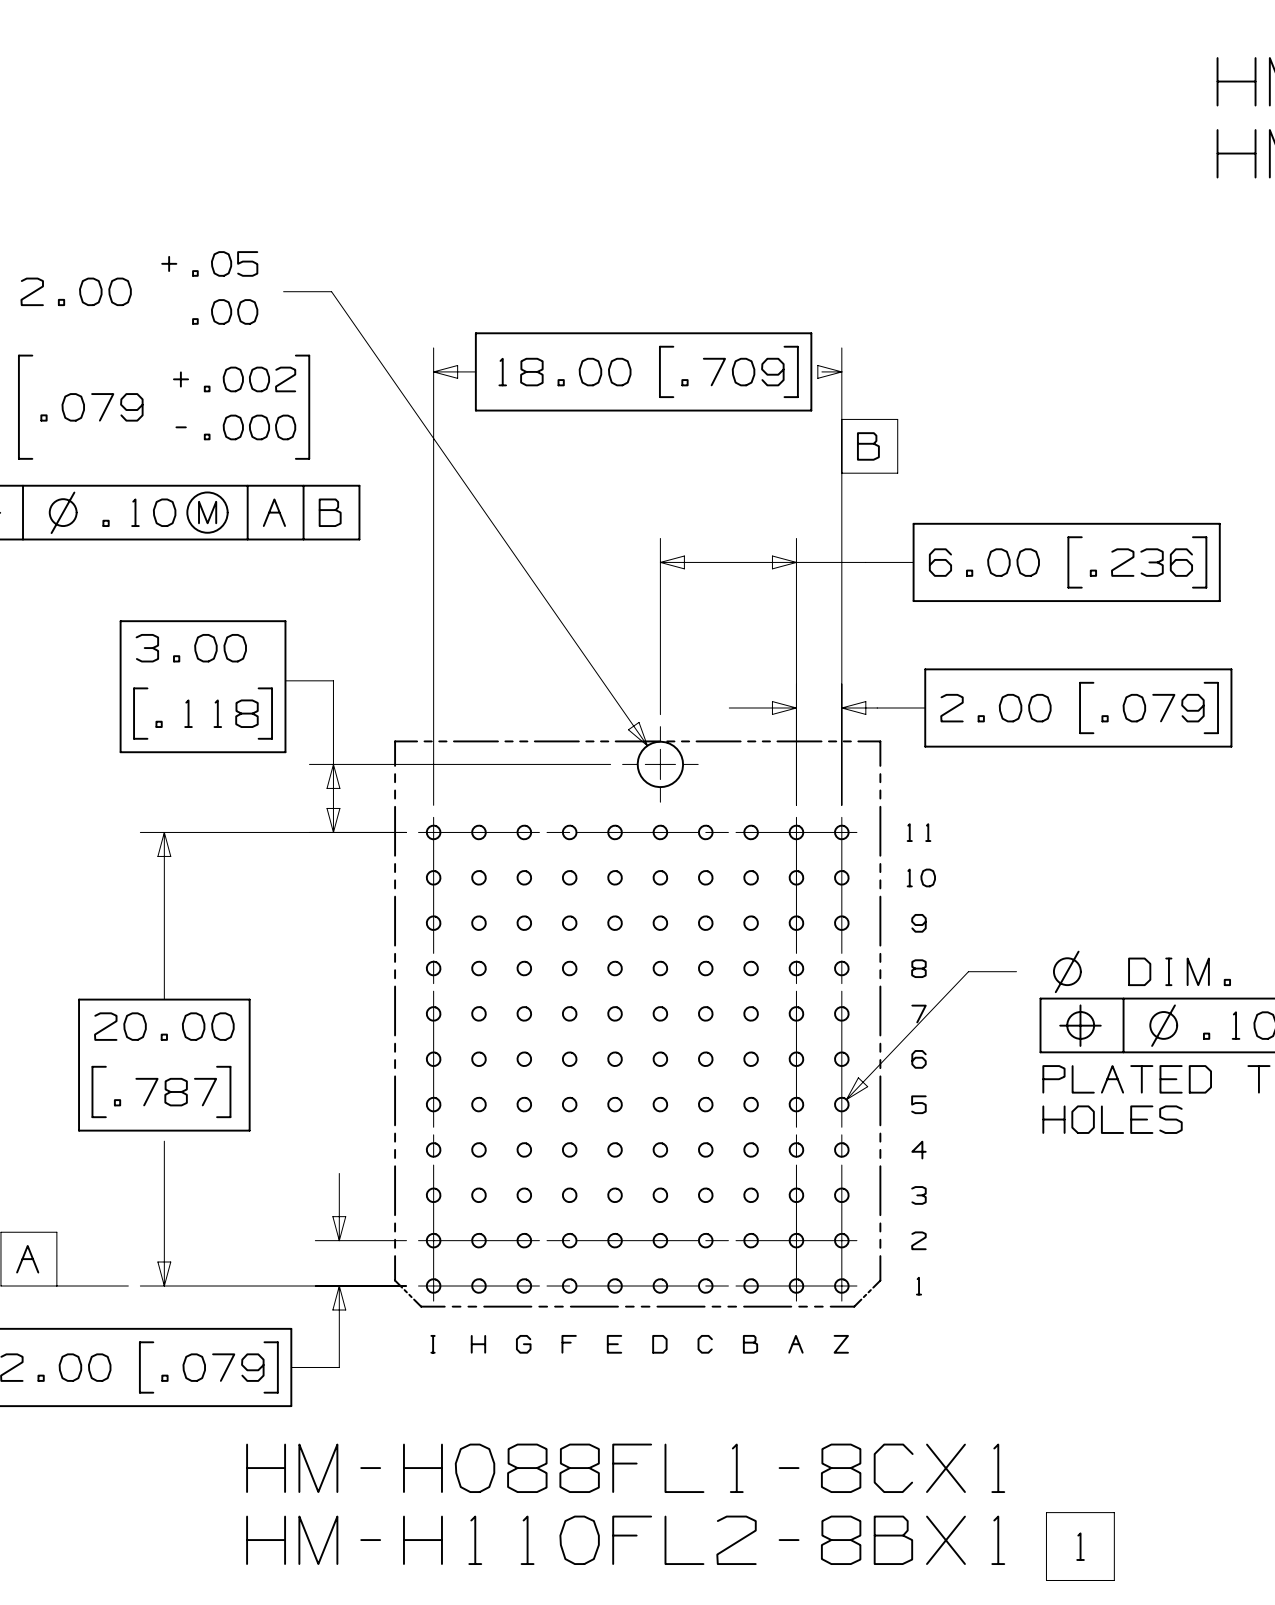 HM
HM
2.00 +.05
.00
[.079 +.002
-.000]
⌀ .10 Ⓜ A B
18.00 [.709]
B
6.00 [.236]
2.00 [.079]
3.00
[.118]
11
10
9
8
7
6
5
4
3
2
1
⌀ DIM.
⌖ ⌀ .10
PLATED T
HOLES
20.00
[.787]
A
2.00 [.079]
I H G F E D C B A Z
HM-H088FL1-8CX1
HM-H110FL2-8BX1 1